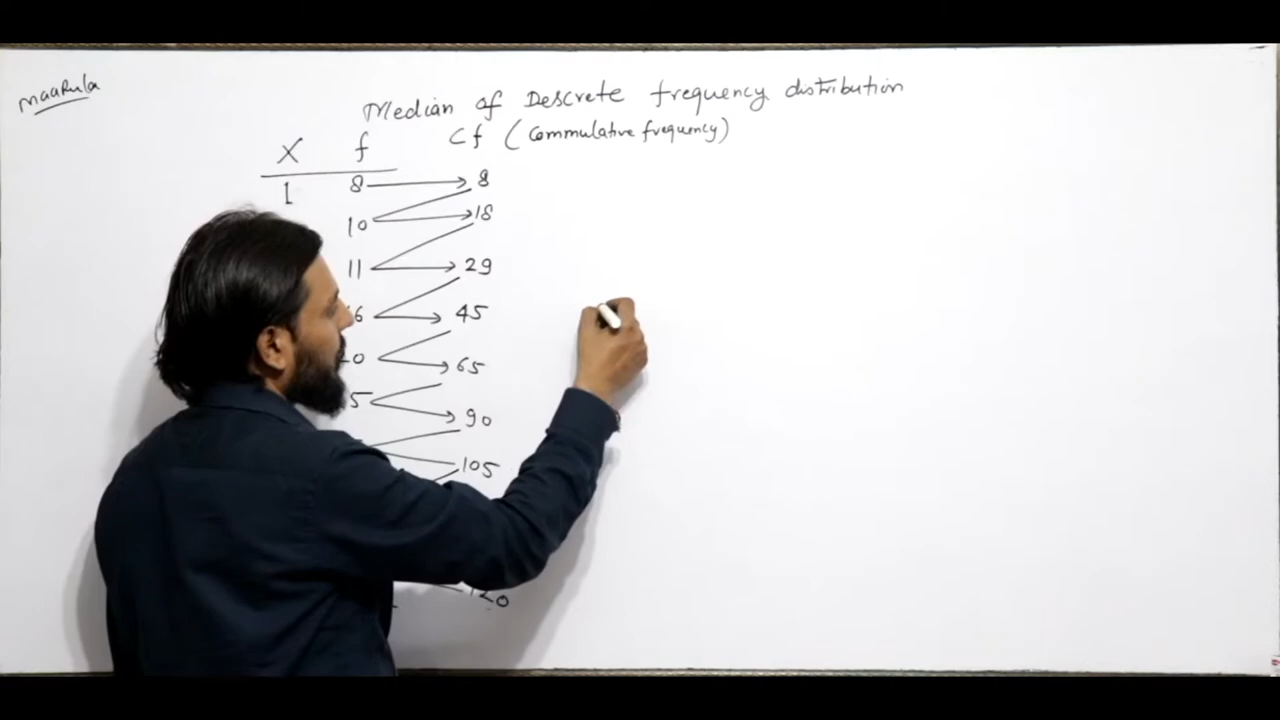 Maarula
Median of Descrete frequency distribution
X f Cf (Commulative frequency)
1 8 8
10 18
11 29
6 45
0 65
5 90
105
120